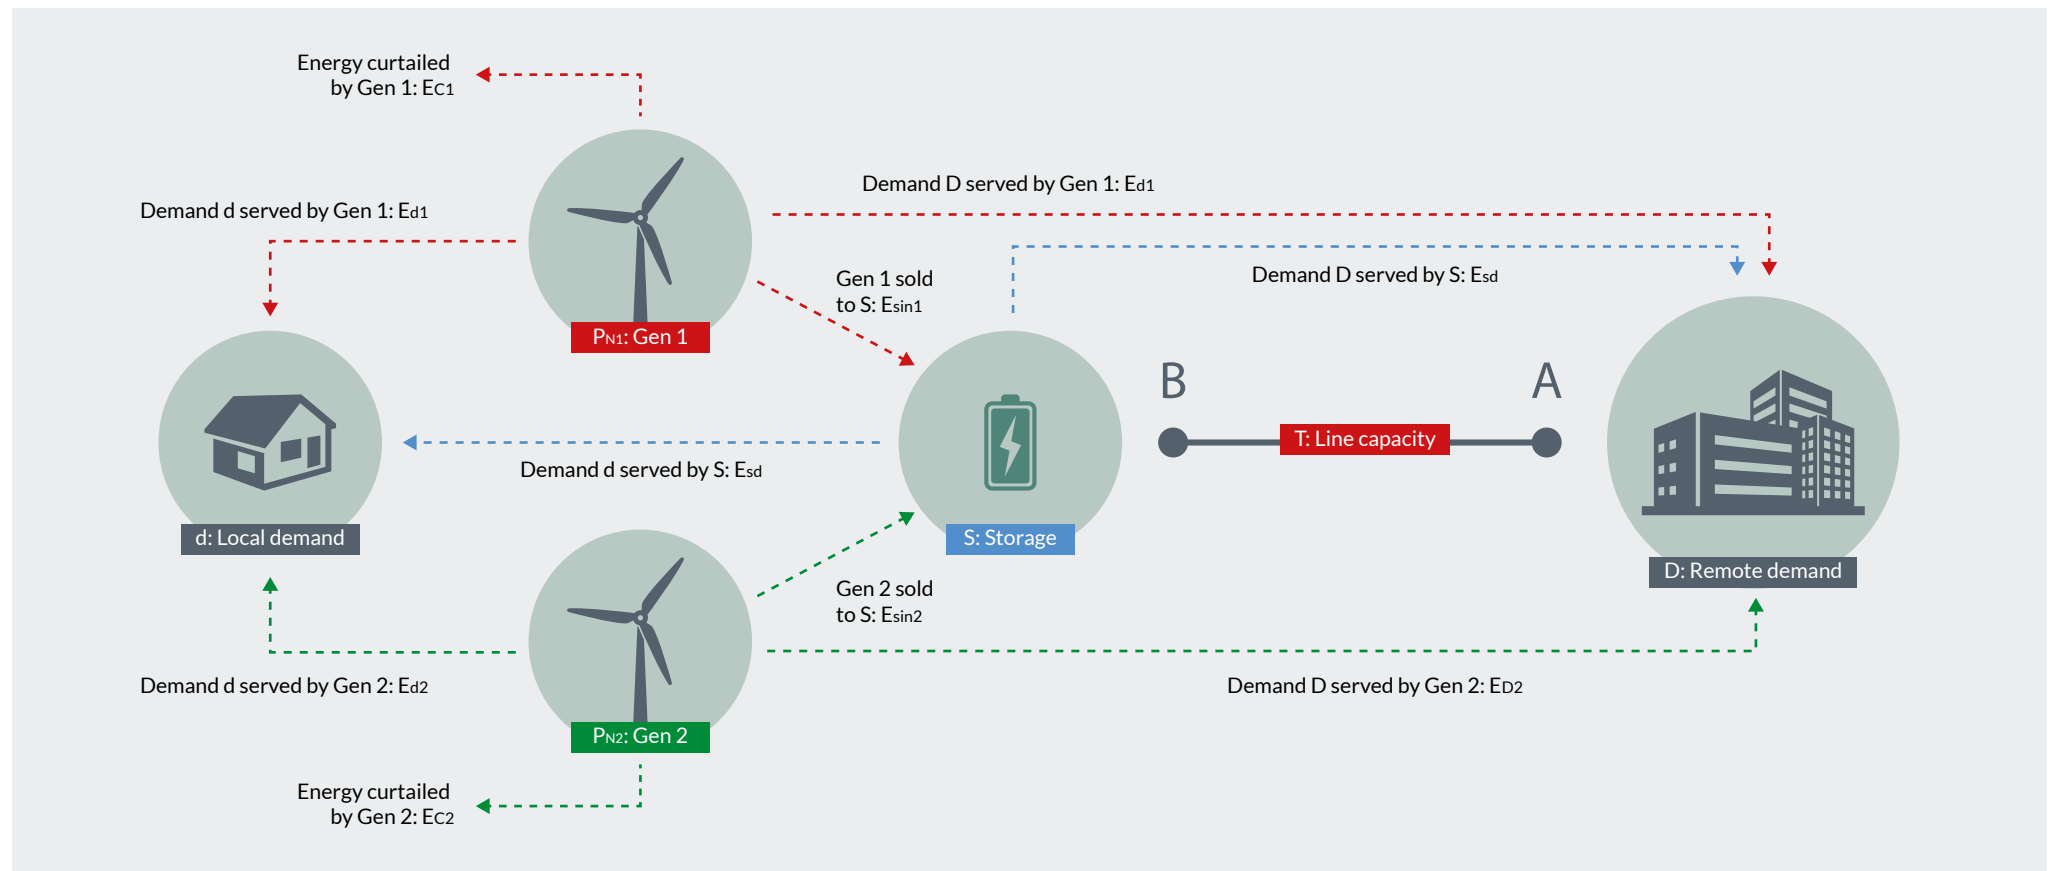 Energy curtailed
by Gen 1: EC1
Demand D served by Gen 1: Ed1
Demand d served by Gen 1: Ed1
Gen 1 sold
to S: Esin1
Demand D served by S: Esd
PN1: Gen 1
B
A
T: Line capacity
Demand d served by S: Esd
d: Local demand
S: Storage
D: Remote demand
Gen 2 sold
to S: Esin2
Demand d served by Gen 2: Ed2
Demand D served by Gen 2: ED2
PN2: Gen 2
Energy curtailed
by Gen 2: EC2